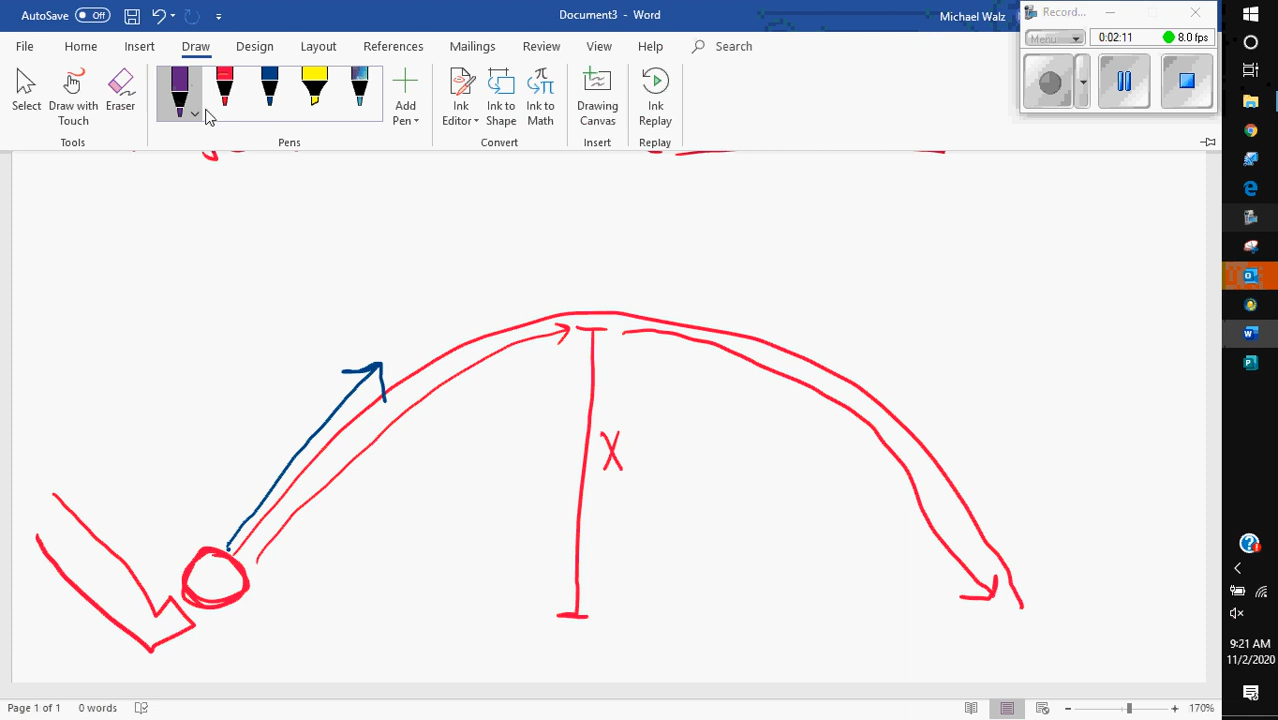 AutoSave Off Document3 - Word Michael Walz
Record...
Menu 0:02:11 8.0 fps
File Home Insert Draw Design Layout References Mailings Review View Help Search
Select Draw with Touch Eraser Add Pen Ink Editor Ink to Shape Ink to Math Drawing Canvas Ink Replay
Tools Pens Convert Insert Replay
X
Page 1 of 1 0 words 170%
9:21 AM
11/2/2020